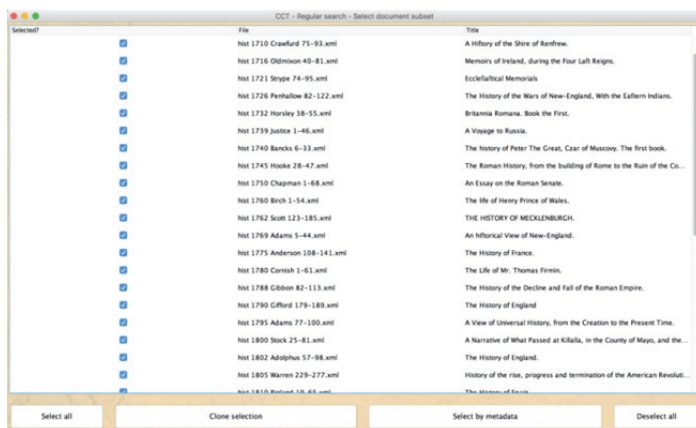 CCT - Regular search - Select document subset
Selected? File Title
hist 1710 Crawfurd 75-93.xml A Hiftory of the Shire of Renfrew.
hist 1716 Oldmixon 40-81.xml Memoirs of Ireland, during the Four Laft Reigns.
hist 1721 Strype 74-95.xml Ecclefiaftical Memorials
hist 1726 Penhallow 82-122.xml The History of the Wars of New-England, With the Eaftern Indians.
hist 1732 Horsley 38-55.xml Britannia Romana. Book the First.
hist 1739 Justice 1-46.xml A Voyage to Russia.
hist 1740 Bancks 6-33.xml The history of Peter The Great, Czar of Muscovy. The first book.
hist 1745 Hooke 28-47.xml The Roman History, from the building of Rome to the Ruin of the Co...
hist 1750 Chapman 1-68.xml An Essay on the Roman Senate.
hist 1760 Birch 1-54.xml The life of Henry Prince of Wales.
hist 1762 Scott 123-185.xml THE HISTORY OF MECKLENBURGH.
hist 1769 Adams 5-44.xml An hiftorical View of New-England.
hist 1775 Anderson 108-141.xml The History of France.
hist 1780 Cornish 1-61.xml The Life of Mr. Thomas Firmin.
hist 1788 Gibbon 82-113.xml The History of the Decline and Fall of the Roman Empire.
hist 1790 Gifford 179-189.xml The History of England
hist 1795 Adams 77-100.xml A View of Universal History, from the Creation to the Present Time.
hist 1800 Stock 25-81.xml A Narrative of What Passed at Killalla, in the County of Mayo, and the...
hist 1802 Adolphus 57-98.xml The History of England.
hist 1805 Warren 229-277.xml History of the rise, progress and termination of the American Revoluti...
hist 1810 Bigland 19-65.xml The History of Spain
Select all Clone selection Select by metadata Deselect all